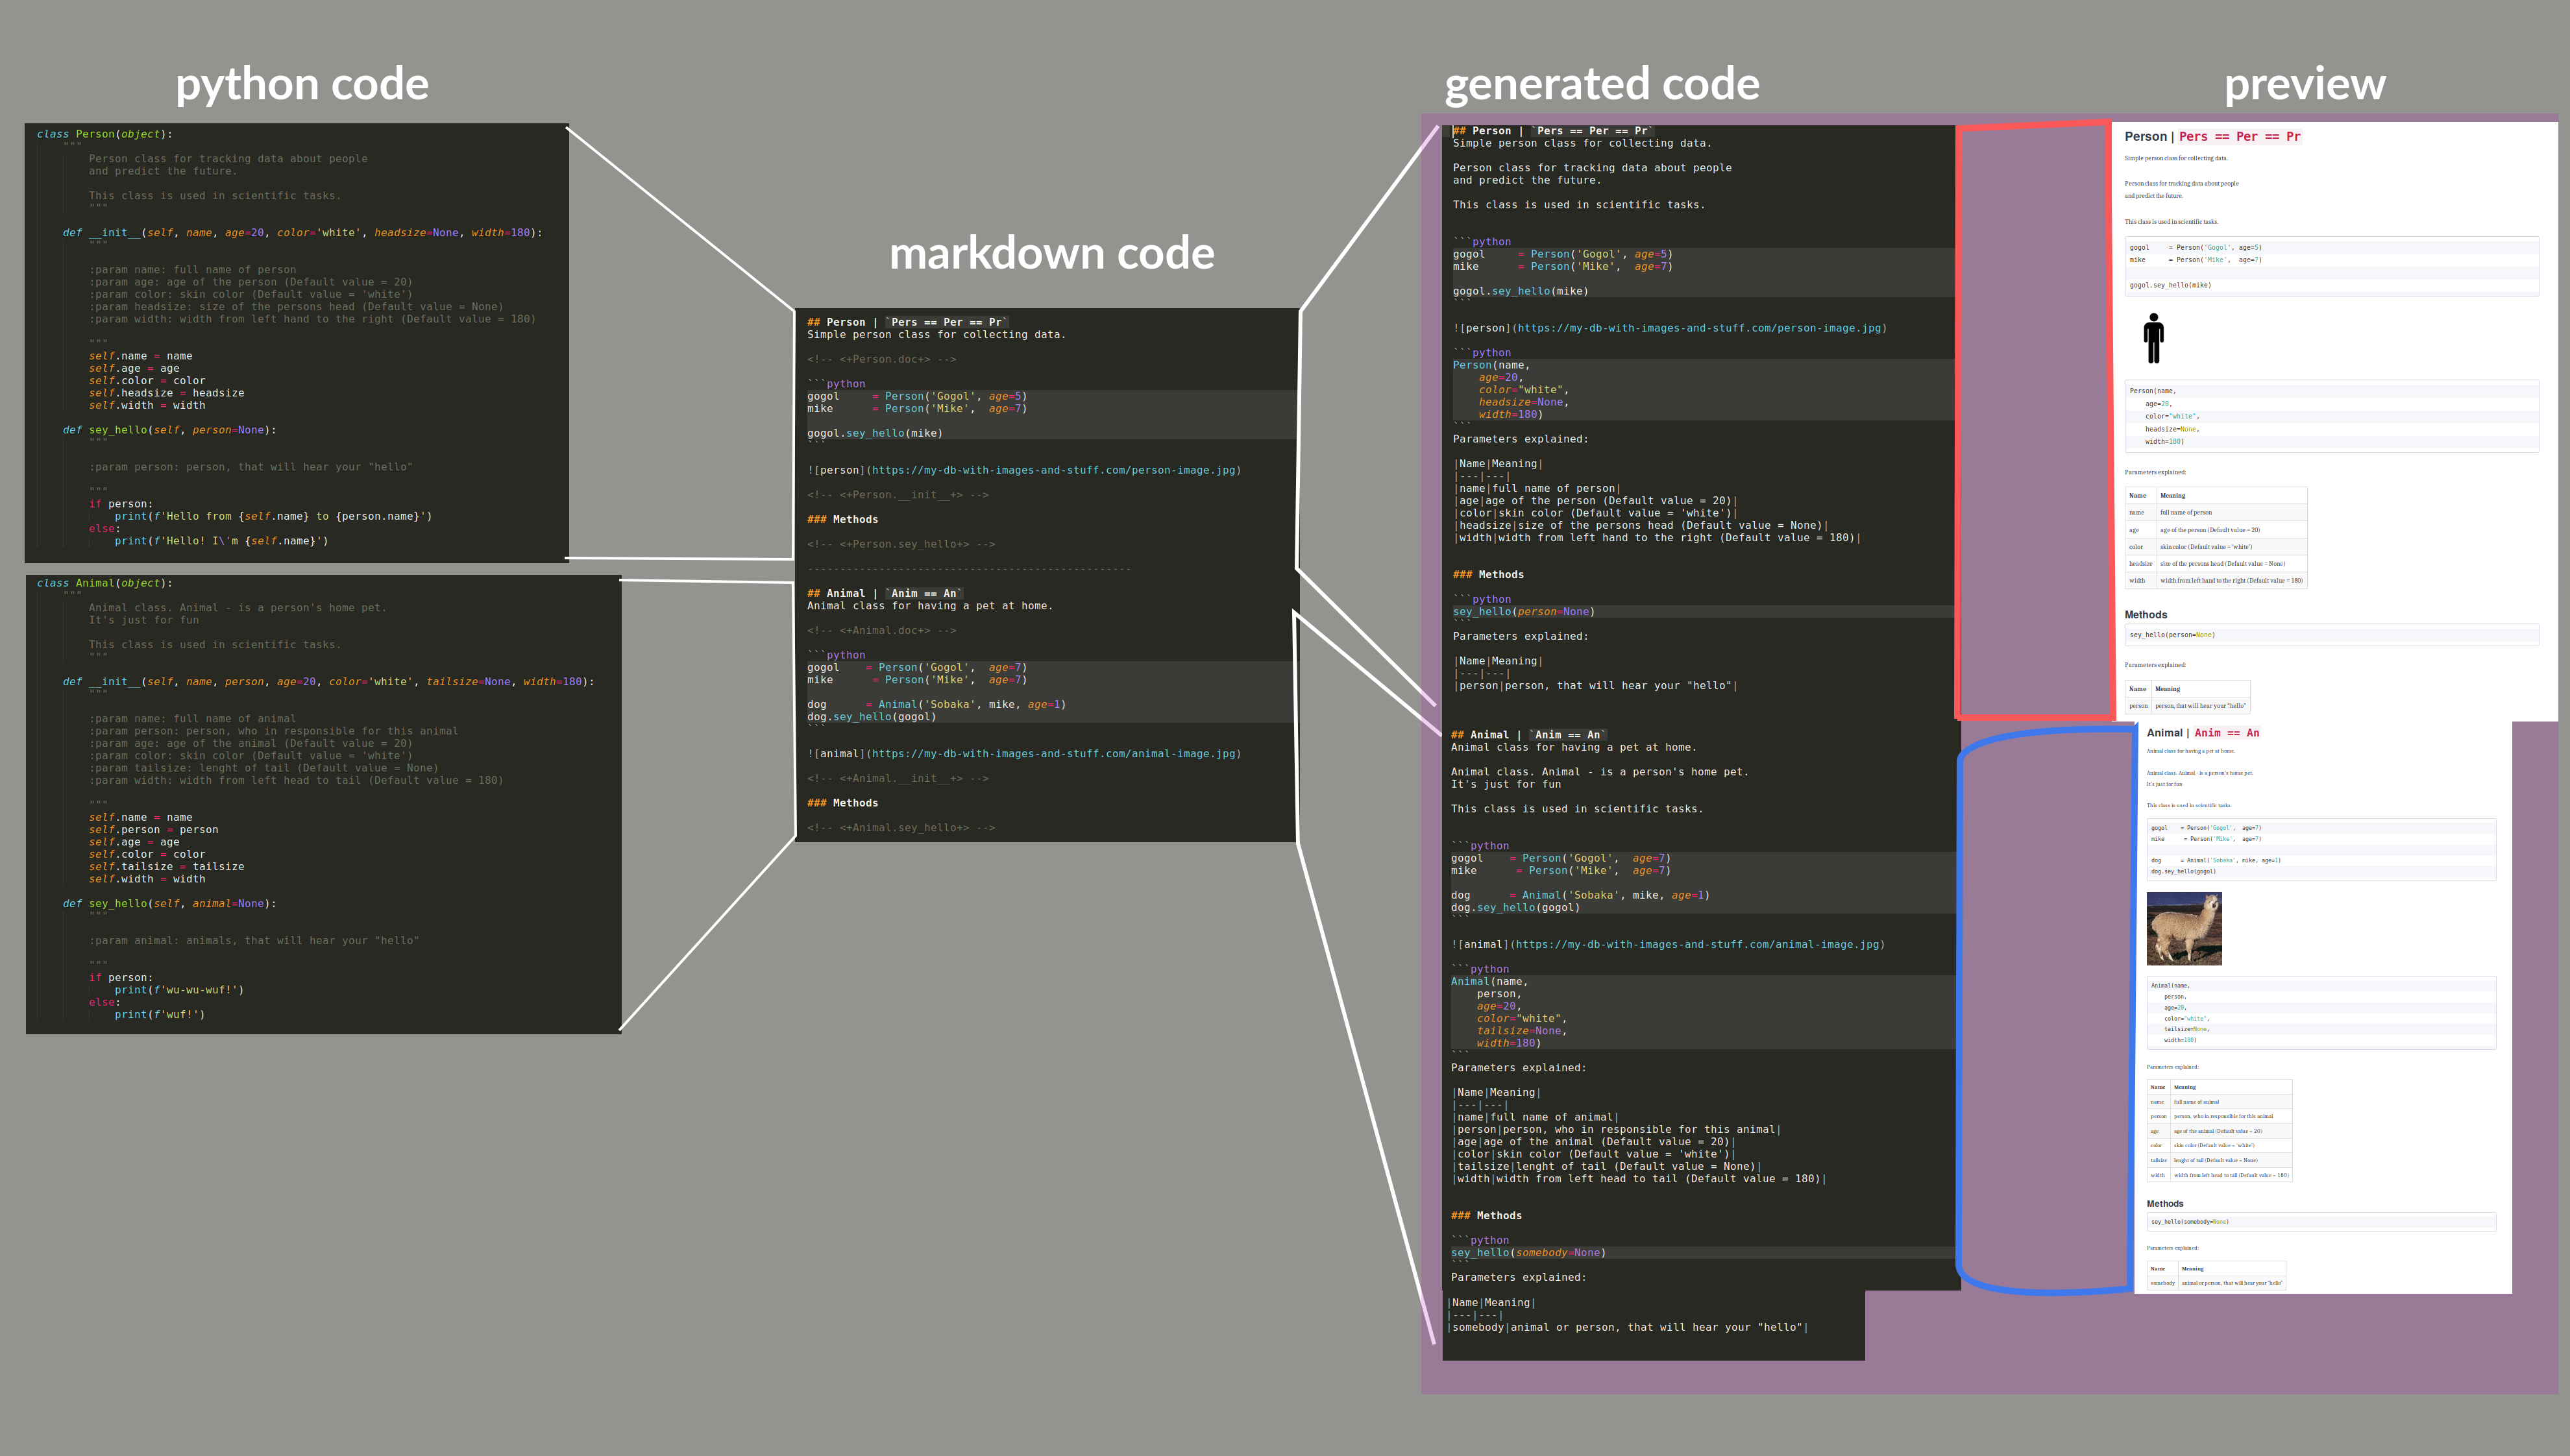 python code
class Person(object):
"""
Person class for tracking data about people
and predict the future.
This class is used in scientific tasks.
"""
def __init__(self, name, age=20, color='white', headsize=None, width=180):
"""
:param name: full name of person
:param age: age of the person (Default value = 20)
:param color: skin color (Default value = 'white')
:param headsize: size of the persons head (Default value = None)
:param width: width from left hand to the right (Default value = 180)
"""
self.name = name
self.age = age
self.color = color
self.headsize = headsize
self.width = width
def sey_hello(self, person=None):
"""
:param person: person, that will hear your "hello"
"""
if person:
print(f'Hello from {self.name} to {person.name}')
else:
print(f'Hello! I\'m {self.name}')
class Animal(object):
"""
Animal class. Animal - is a person's home pet.
It's just for fun
This class is used in scientific tasks.
"""
def __init__(self, name, person, age=20, color='white', tailsize=None, width=180):
"""
:param name: full name of animal
:param person: person, who in responsible for this animal
:param age: age of the animal (Default value = 20)
:param color: skin color (Default value = 'white')
:param tailsize: lenght of tail (Default value = None)
:param width: width from left head to tail (Default value = 180)
"""
self.name = name
self.person = person
self.age = age
self.color = color
self.tailsize = tailsize
self.width = width
def sey_hello(self, animal=None):
"""
:param animal: animals, that will hear your "hello"
"""
if person:
print(f'wu-wu-wuf!')
else:
print(f'wuf!')
markdown code
## Person | `Pers == Per == Pr`
Simple person class for collecting data.
<!-- <+Person.doc+> -->
```python
gogol     = Person('Gogol', age=5)
mike      = Person('Mike',  age=7)
gogol.sey_hello(mike)
```
![person](https://my-db-with-images-and-stuff.com/person-image.jpg)
<!-- <+Person.__init__+> -->
### Methods
<!-- <+Person.sey_hello+> -->
--------------------------------------------------
## Animal | `Anim == An`
Animal class for having a pet at home.
<!-- <+Animal.doc+> -->
```python
gogol    = Person('Gogol',  age=7)
mike      = Person('Mike',  age=7)
dog      = Animal('Sobaka', mike, age=1)
dog.sey_hello(gogol)
```
![animal](https://my-db-with-images-and-stuff.com/animal-image.jpg)
<!-- <+Animal.__init__+> -->
### Methods
<!-- <+Animal.sey_hello+> -->
generated code
## Person | `Pers == Per == Pr`
Simple person class for collecting data.
Person class for tracking data about people
and predict the future.
This class is used in scientific tasks.
```python
gogol     = Person('Gogol', age=5)
mike      = Person('Mike',  age=7)
gogol.sey_hello(mike)
```
![person](https://my-db-with-images-and-stuff.com/person-image.jpg)
```python
Person(name,
age=20,
color="white",
headsize=None,
width=180)
```
Parameters explained:
|Name|Meaning|
|---|---|
|name|full name of person|
|age|age of the person (Default value = 20)|
|color|skin color (Default value = 'white')|
|headsize|size of the persons head (Default value = None)|
|width|width from left hand to the right (Default value = 180)|
### Methods
```python
sey_hello(person=None)
```
Parameters explained:
|Name|Meaning|
|---|---|
|person|person, that will hear your "hello"|
## Animal | `Anim == An`
Animal class for having a pet at home.
Animal class. Animal - is a person's home pet.
It's just for fun
This class is used in scientific tasks.
```python
gogol    = Person('Gogol',  age=7)
mike      = Person('Mike',  age=7)
dog      = Animal('Sobaka', mike, age=1)
dog.sey_hello(gogol)
```
![animal](https://my-db-with-images-and-stuff.com/animal-image.jpg)
```python
Animal(name,
person,
age=20,
color="white",
tailsize=None,
width=180)
```
Parameters explained:
|Name|Meaning|
|---|---|
|name|full name of animal|
|person|person, who in responsible for this animal|
|age|age of the animal (Default value = 20)|
|color|skin color (Default value = 'white')|
|tailsize|lenght of tail (Default value = None)|
|width|width from left head to tail (Default value = 180)|
### Methods
```python
sey_hello(somebody=None)
```
Parameters explained:
|Name|Meaning|
|---|---|
|somebody|animal or person, that will hear your "hello"|
preview
Person | Pers == Per == Pr
Simple person class for collecting data.
Person class for tracking data about people
and predict the future.
This class is used in scientific tasks.
gogol     = Person('Gogol', age=5)
mike      = Person('Mike',  age=7)
gogol.sey_hello(mike)
Person(name,
age=20,
color="white",
headsize=None,
width=180)
Parameters explained:
Name Meaning
name full name of person
age age of the person (Default value = 20)
color skin color (Default value = 'white')
headsize size of the persons head (Default value = None)
width width from left hand to the right (Default value = 180)
Methods
sey_hello(person=None)
Parameters explained:
Name Meaning
person person, that will hear your "hello"
Animal | Anim == An
Animal class for having a pet at home.
Animal class. Animal - is a person's home pet.
It's just for fun.
This class is used in scientific tasks.
gogol    = Person('Gogol',  age=7)
mike      = Person('Mike',  age=7)
dog      = Animal('Sobaka', mike, age=1)
dog.sey_hello(gogol)
Animal(name,
person,
age=20,
color="white",
tailsize=None,
width=180)
Parameters explained:
Name Meaning
name full name of animal
person person, who in responsible for this animal
age age of the animal (Default value = 20)
color skin color (Default value = 'white')
tailsize lenght of tail (Default value = None)
width width from left head to tail (Default value = 180)
Methods
sey_hello(somebody=None)
Parameters explained:
Name Meaning
somebody animal or person, that will hear your "hello"